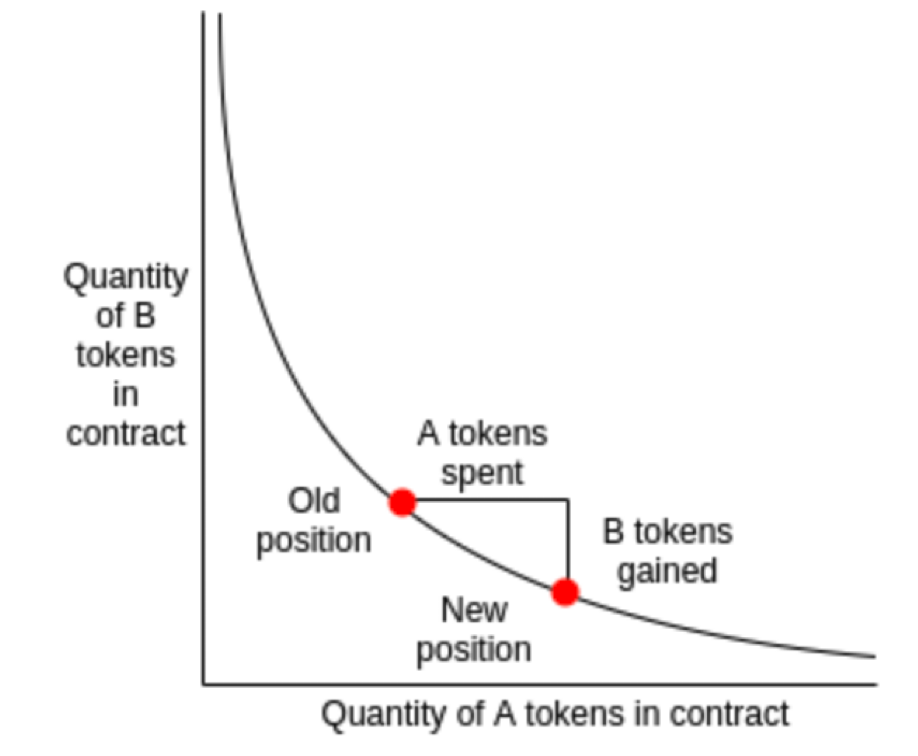 Quantity
of B
tokens
in
contract
A tokens
spent
Old
position
B tokens
gained
New
position
Quantity of A tokens in contract